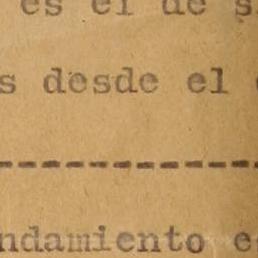 es el de s
s desde el
-----------
ndamiento e